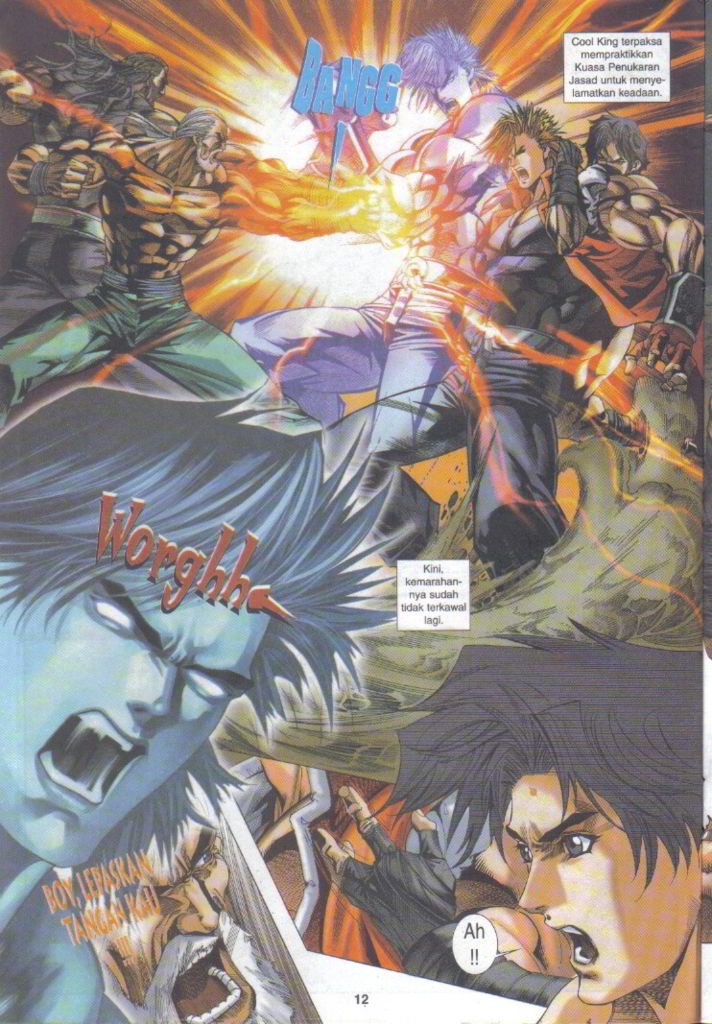 Cool King terpaksa
mempraktikkan
Kuasa Penukaran
Jasad untuk menye-
lamatkan keadaan.
BANGG
!
Worghh
Kini,
kemarahan-
nya sudah
tidak terkawal
lagi.
BOY, LEPASKAN
TANGAN KAU
!!!
Ah
!!
12